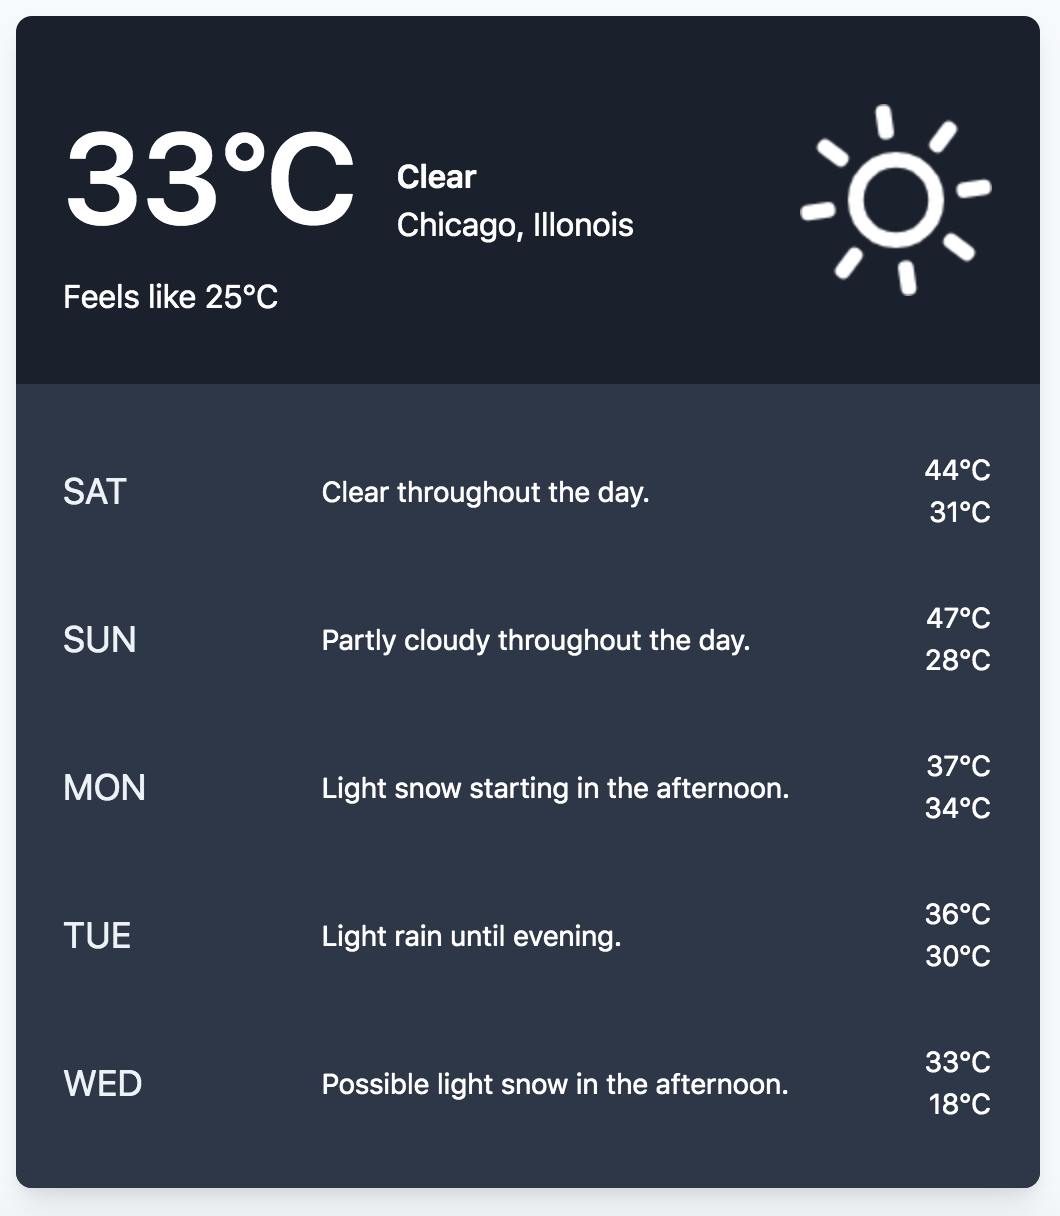 33°C
Clear
Chicago, Illonois
Feels like 25°C
SAT
Clear throughout the day.
44°C
31°C
SUN
Partly cloudy throughout the day.
47°C
28°C
MON
Light snow starting in the afternoon.
37°C
34°C
TUE
Light rain until evening.
36°C
30°C
WED
Possible light snow in the afternoon.
33°C
18°C